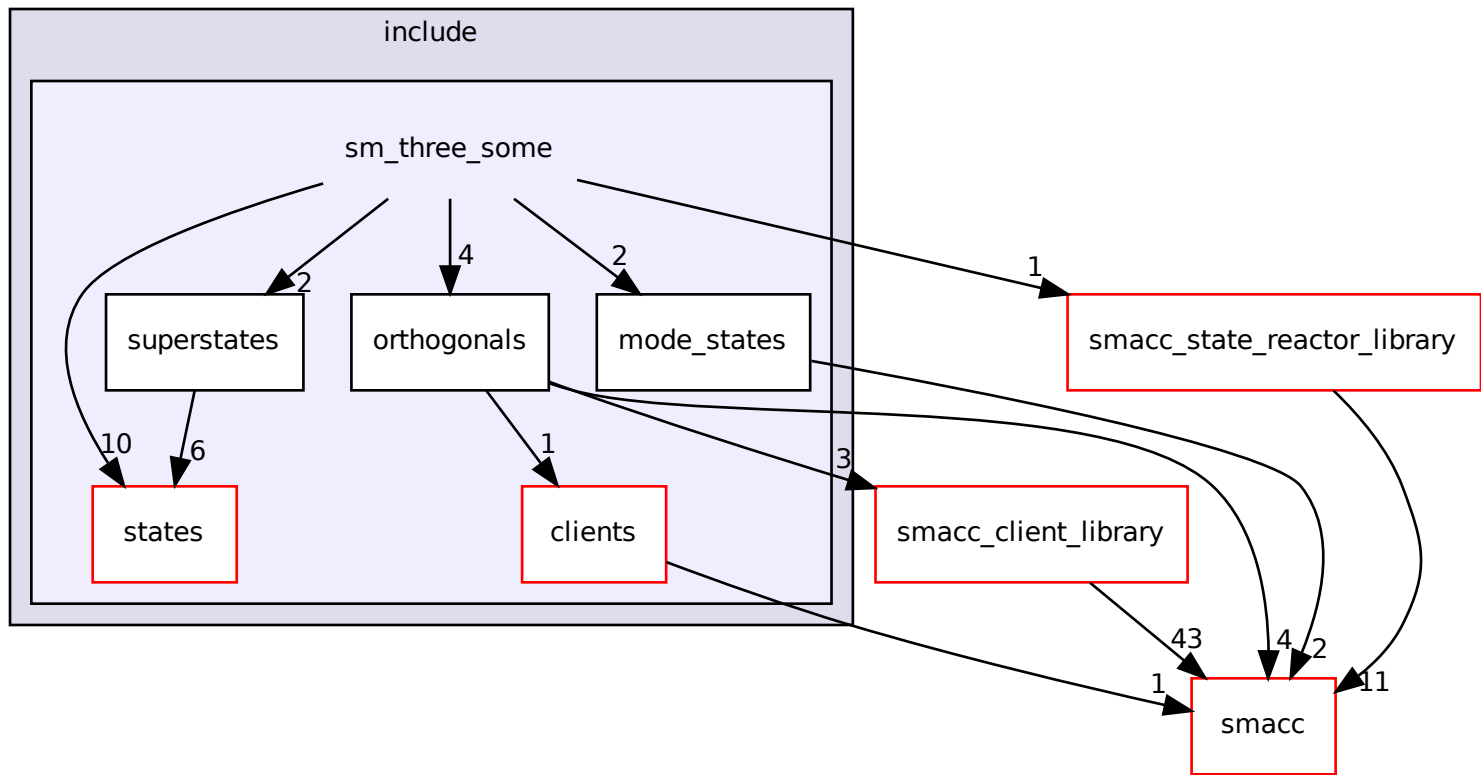 include
sm_three_some
1
2
4
2
superstates
orthogonals
mode_states
smacc_state_reactor_library
10
6
1
3
states
clients
smacc_client_library
43
4
2
11
1
smacc